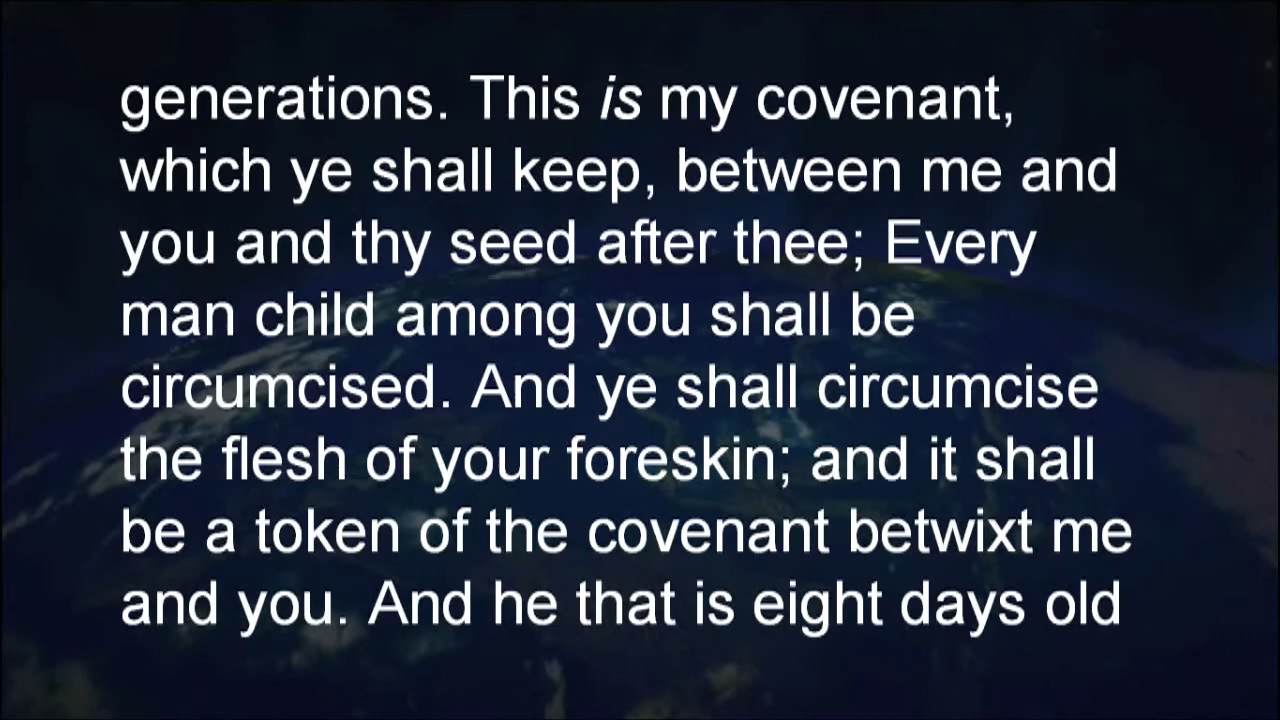 generations. This is my covenant,
which ye shall keep, between me and
you and thy seed after thee; Every
man child among you shall be
circumcised. And ye shall circumcise
the flesh of your foreskin; and it shall
be a token of the covenant betwixt me
and you. And he that is eight days old